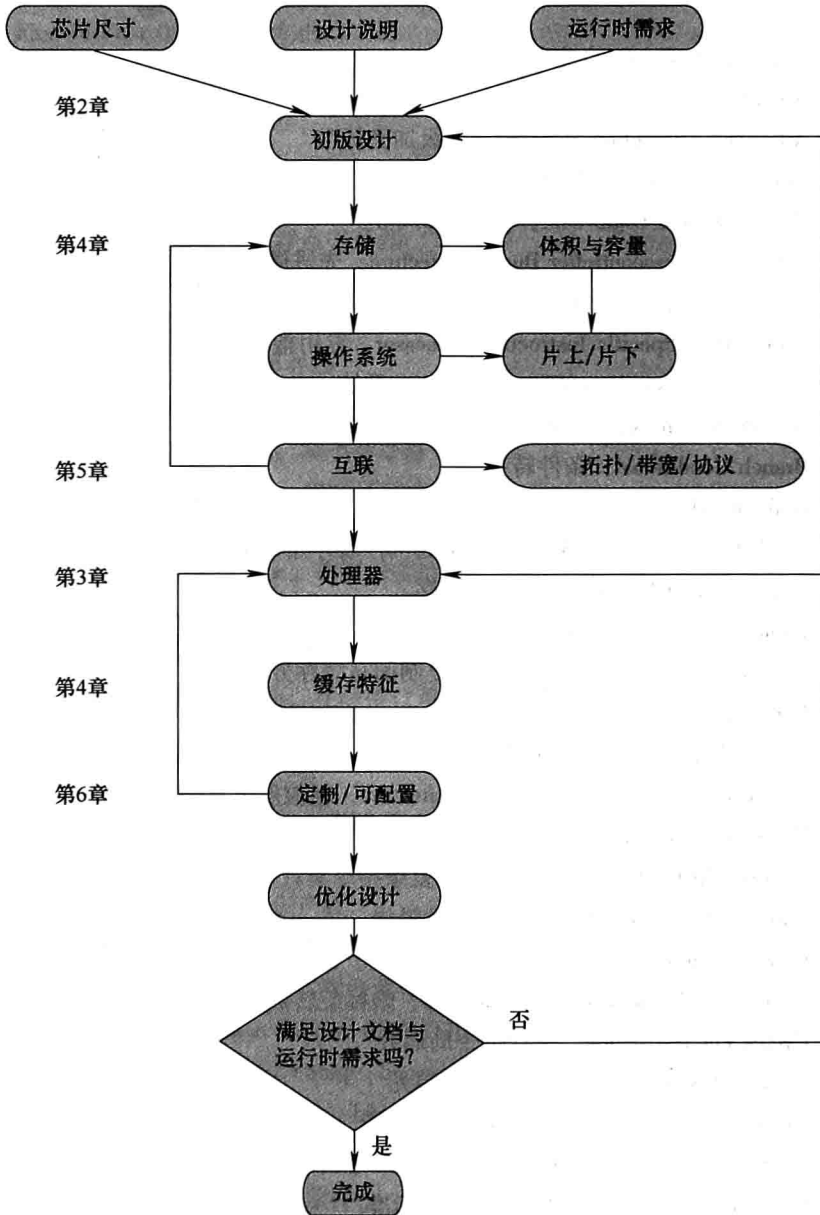 芯片尺寸
设计说明
运行时需求
第2章
初版设计
第4章
存储
体积与容量
操作系统
片上/片下
第5章
互联
拓扑/带宽/协议
第3章
处理器
第4章
缓存特征
第6章
定制/可配置
优化设计
满足设计文档与
运行时需求吗?
否
是
完成